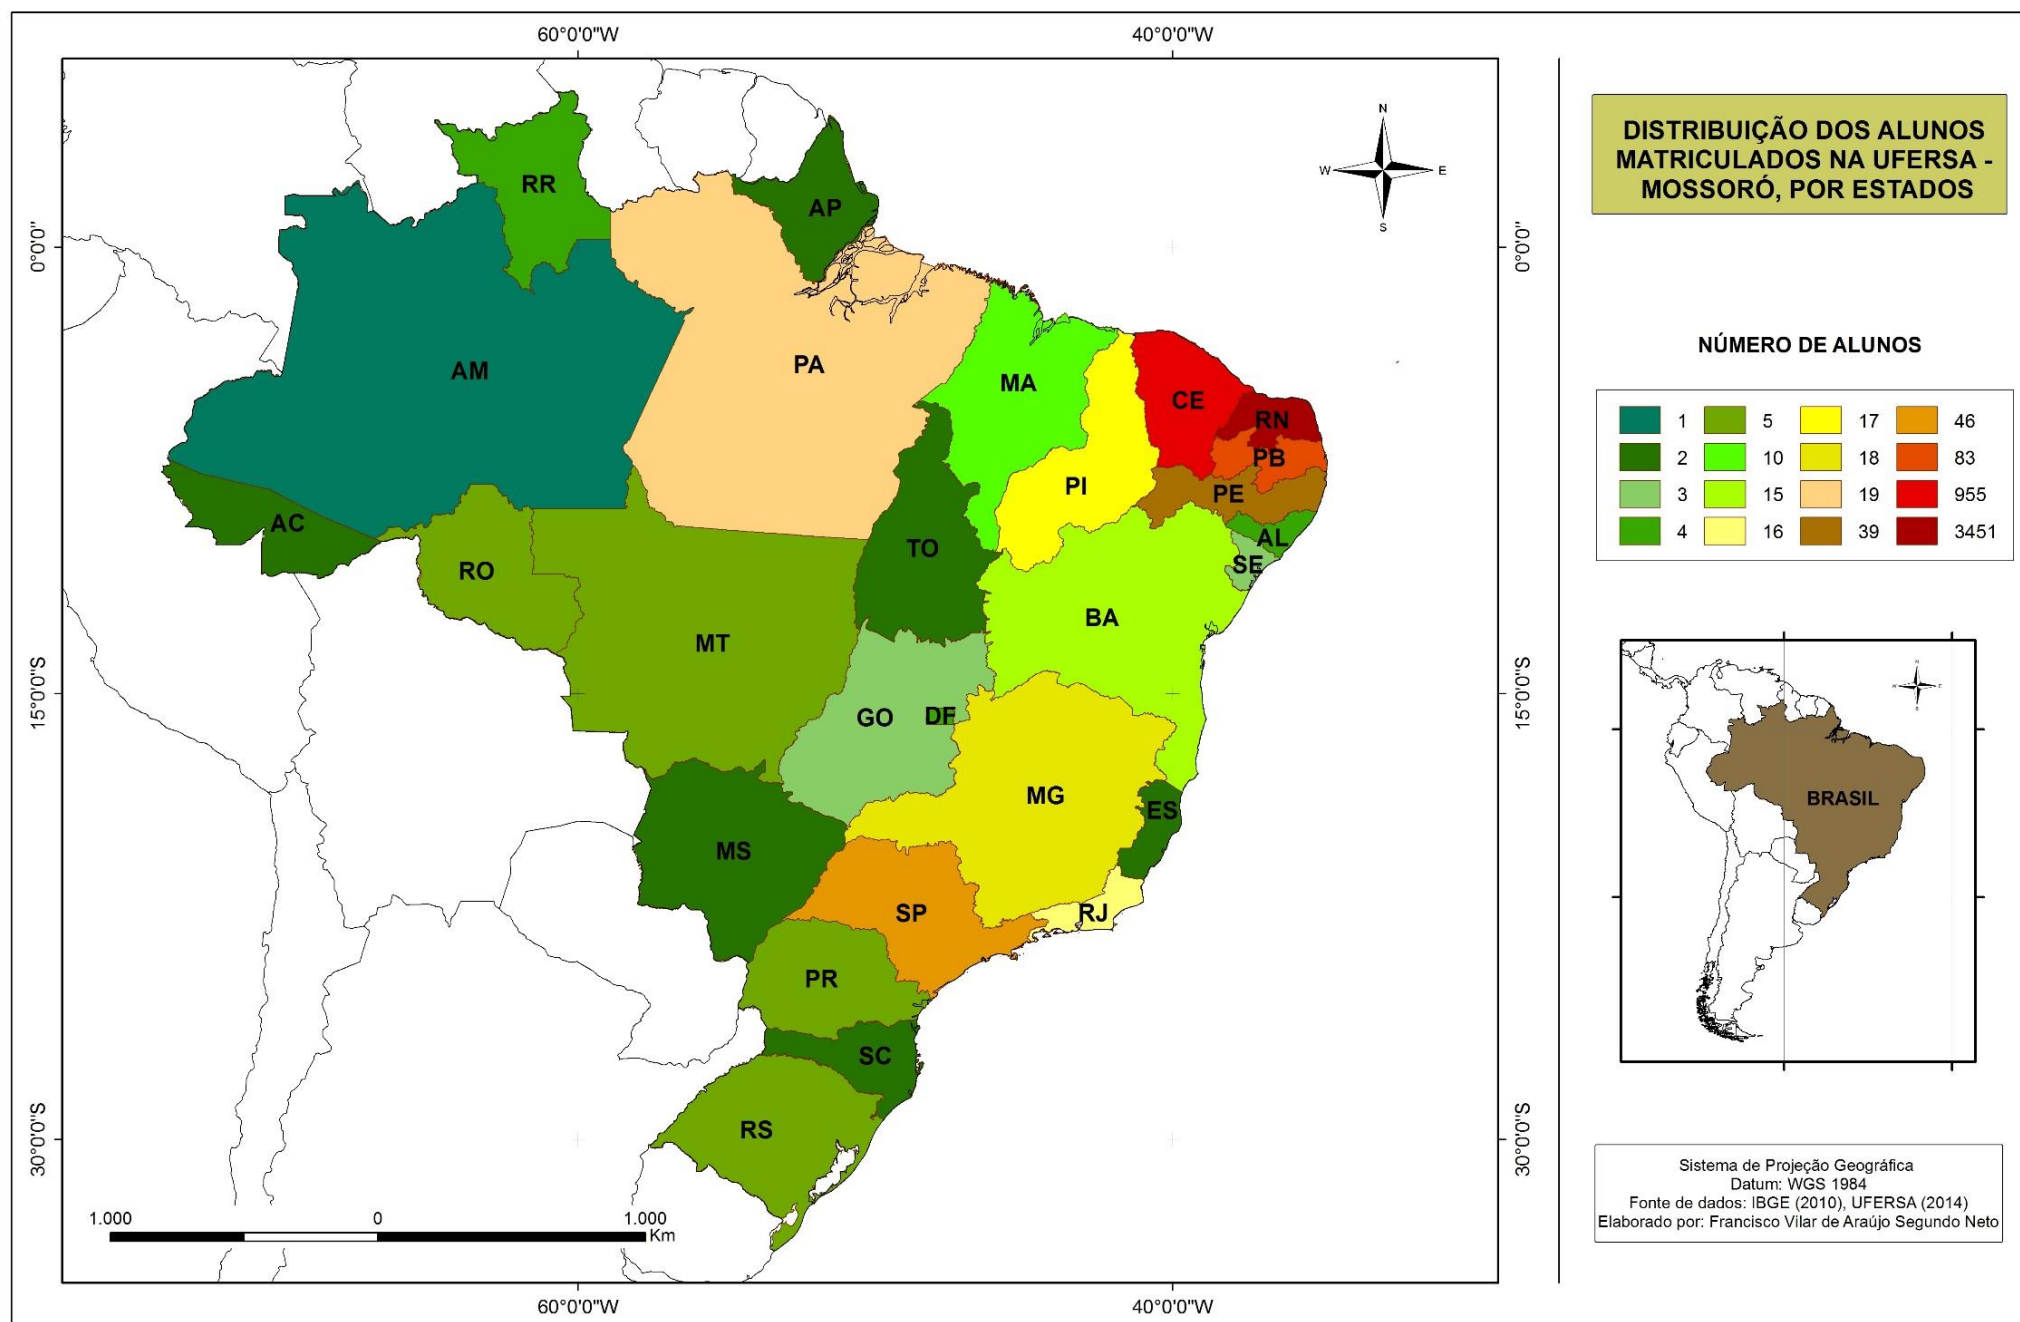 60°0'0"W
40°0'0"W
0°0'0"
0°0'0"
15°0'0"S
15°0'0"S
30°0'0"S
30°0'0"S
60°0'0"W
40°0'0"W
N
W
E
S
RR
AP
AM
PA
MA
CE
RN
PB
PI
PE
AC
AL
TO
SE
RO
BA
MT
GO
DF
MG
ES
MS
SP
RJ
PR
SC
RS
1.000
0
1.000
Km
DISTRIBUIÇÃO DOS ALUNOS
MATRICULADOS NA UFERSA -
MOSSORÓ, POR ESTADOS
NÚMERO DE ALUNOS
1 5 17 46
2 10 18 83
3 15 19 955
4 16 39 3451
BRASIL
Sistema de Projeção Geográfica
Datum: WGS 1984
Fonte de dados: IBGE (2010), UFERSA (2014)
Elaborado por: Francisco Vilar de Araújo Segundo Neto